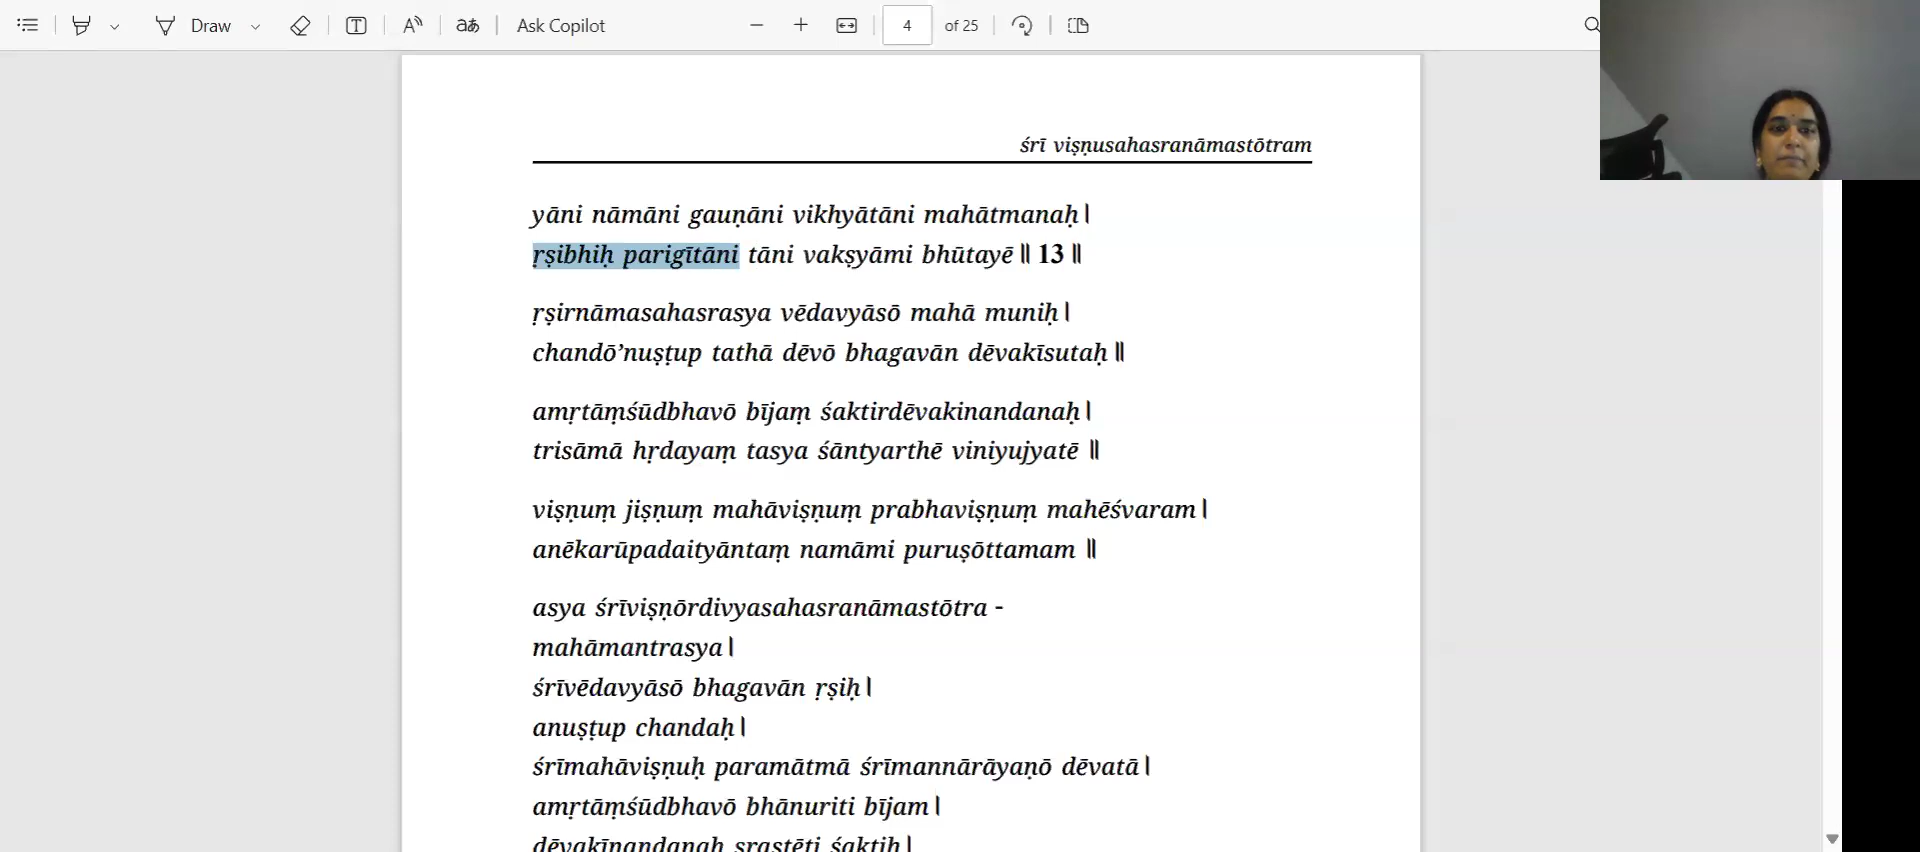 Draw
Ask Copilot
4 of 25
śrī viṣṇusahasranāmastōtram
yāni nāmāni gauṇāni vikhyātāni mahātmanaḥ।
ṛṣibhiḥ parigītāni tāni vakṣyāmi bhūtayē॥ 13 ॥
ṛṣirnāmasahasrasya vēdavyāsō mahā muniḥ।
chandō’nuṣṭup tathā dēvō bhagavān dēvakīsutaḥ॥
amṛtāṃśūdbhavō bījaṃ śaktirdēvakinandanaḥ।
trisāmā hṛdayaṃ tasya śāntyarthē viniyujyatē ॥
viṣṇuṃ jiṣṇuṃ mahāviṣṇuṃ prabhaviṣṇuṃ mahēśvaram।
anēkarūpadaityāntaṃ namāmi puruṣōttamam ॥
asya śrīviṣṇōrdivyasahasranāmastōtra -
mahāmantrasya।
śrīvēdavyāsō bhagavān ṛṣiḥ।
anuṣṭup chandaḥ।
śrīmahāviṣṇuḥ paramātmā śrīmannārāyaṇō dēvatā।
amṛtāṃśūdbhavō bhānuriti bījam।
dēvakīnandanaḥ sraṣṭēti śaktiḥ।